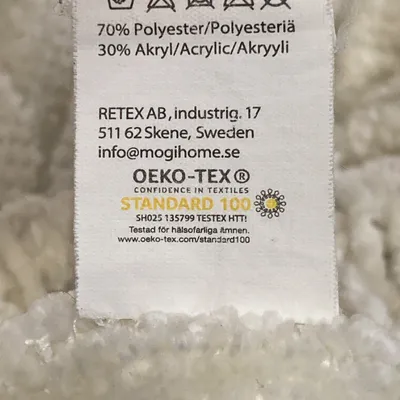 70% Polyester/Polyesteriä
30% Akryl/Acrylic/Akryyli
RETEX AB, industrig. 17
511 62 Skene, Sweden
info@mogihome.se
OEKO-TEX®
CONFIDENCE IN TEXTILES
STANDARD 100
SH025 135799 TESTEX HTTI
Testad för hälsofarliga ämnen.
www.oeko-tex.com/standard100